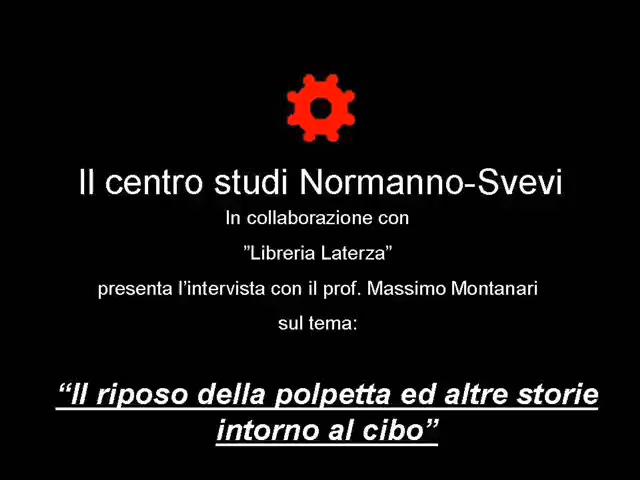 Il centro studi Normanno-Svevi
In collaborazione con
”Libreria Laterza”
presenta l’intervista con il prof. Massimo Montanari
sul tema:
“Il riposo della polpetta ed altre storie
intorno al cibo”